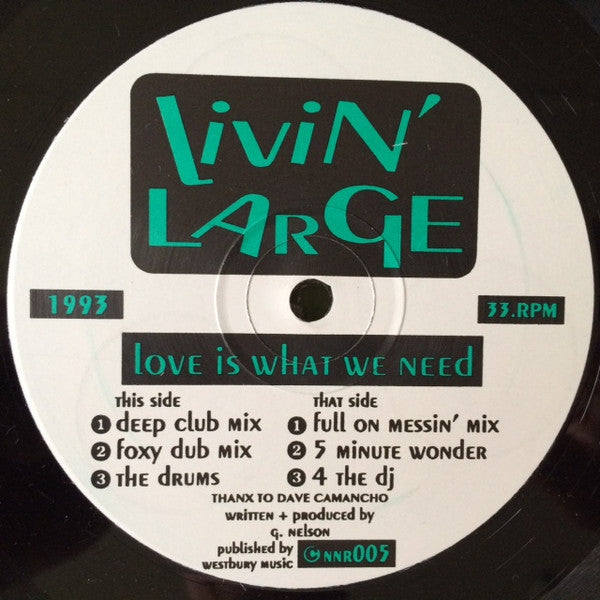 LiviN'
LArGE
1993
33.RPM
love is what we need
this side
1 deep club mix
2 foxy dub mix
3 the drums
that side
1 full on messin' mix
2 5 minute wonder
3 4 the dj
THANX TO DAVE CAMANCHO
written + produced by
G. Nelson
published by
westbury music
© NNR005